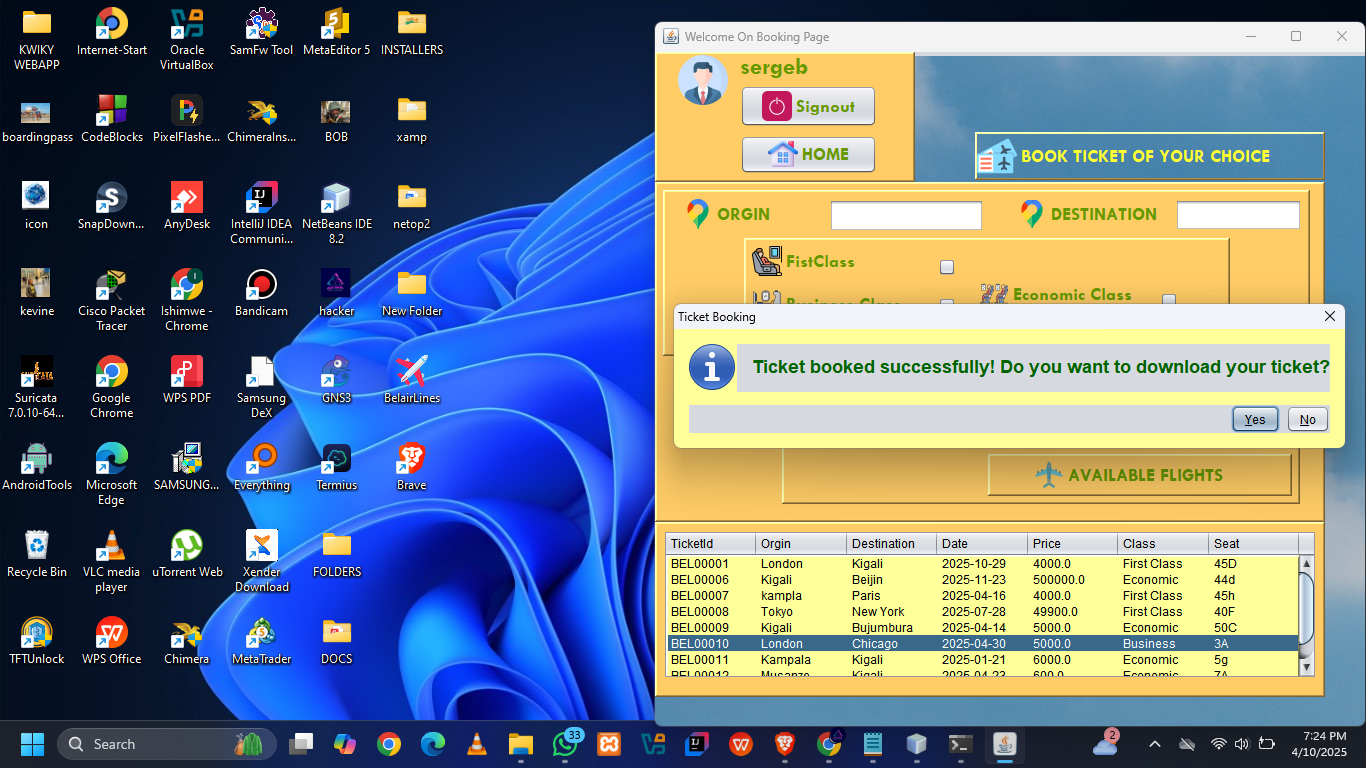 KWIKY WEBAPP
Internet-Start
Oracle VirtualBox
SamFw Tool
MetaEditor 5
INSTALLERS
boardingpass
CodeBlocks
PixelFlashe...
ChimeraIns...
BOB
xamp
icon
SnapDown...
AnyDesk
IntelliJ IDEA Communi...
NetBeans IDE 8.2
netop2
kevine
Cisco Packet Tracer
Ishimwe - Chrome
Bandicam
hacker
New Folder
Suricata 7.0.10-64...
Google Chrome
WPS PDF
Samsung DeX
GNS3
BelairLines
AndroidTools
Microsoft Edge
SAMSUNG...
Everything
Termius
Brave
Recycle Bin
VLC media player
uTorrent Web
Xender Download
FOLDERS
TFTUnlock
WPS Office
Chimera
MetaTrader
DOCS
Welcome On Booking Page
sergeb
Signout
HOME
BOOK TICKET OF YOUR CHOICE
ORGIN
DESTINATION
FistClass
Business Class
Economic Class
Ticket Booking
Ticket booked successfully! Do you want to download your ticket?
Yes
No
AVAILABLE FLIGHTS
TicketId Orgin Destination Date Price Class Seat
BEL00001 London Kigali 2025-10-29 4000.0 First Class 45D
BEL00006 Kigali Beijin 2025-11-23 500000.0 Economic 44d
BEL00007 kampla Paris 2025-04-16 4000.0 First Class 45h
BEL00008 Tokyo New York 2025-07-28 49900.0 First Class 40F
BEL00009 Kigali Bujumbura 2025-04-14 5000.0 Economic 50C
BEL00010 London Chicago 2025-04-30 5000.0 Business 3A
BEL00011 Kampala Kigali 2025-01-21 6000.0 Economic 5g
BEL00012 Musanze Kigali 2025-04-23 600.0 Economic 7A
Search
33
2
7:24 PM
4/10/2025